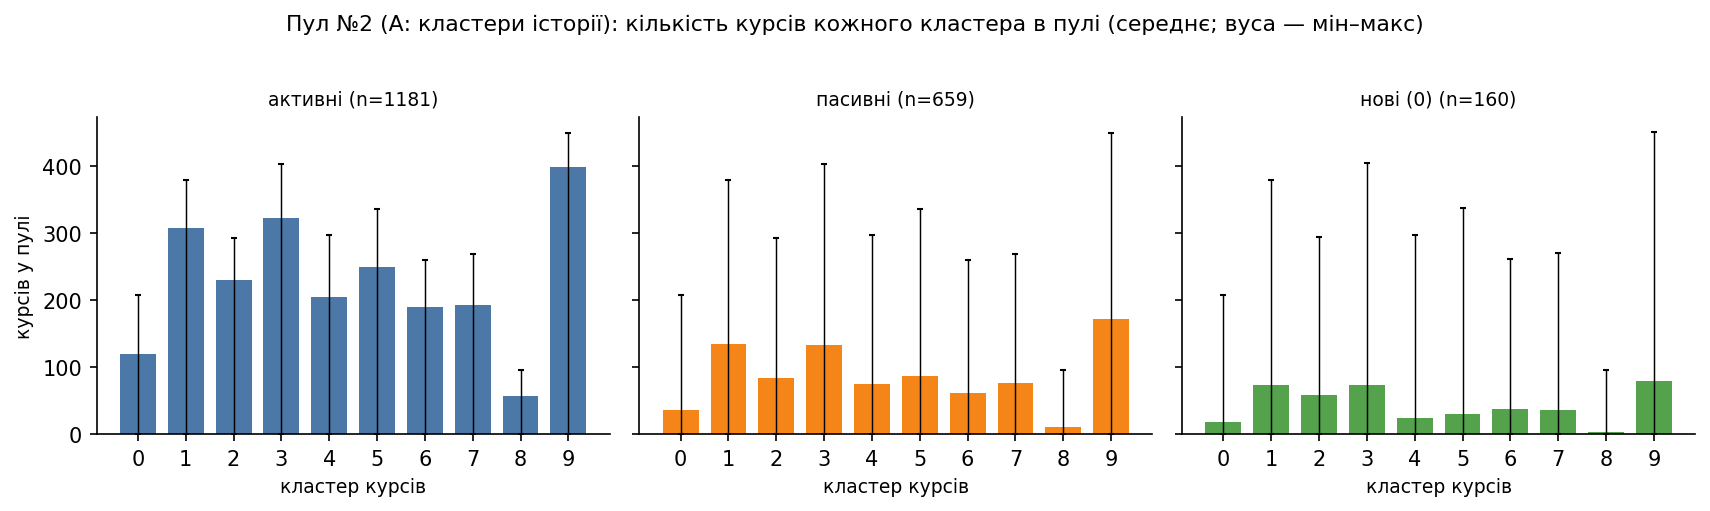 Пул №2 (А: кластери історії): кількість курсів кожного кластера в пулі (середнє; вуса — мін–макс)
активні (n=1181)
пасивні (n=659)
нові (0) (n=160)
курсів у пулі
400
300
200
100
0
0 1 2 3 4 5 6 7 8 9
0 1 2 3 4 5 6 7 8 9
0 1 2 3 4 5 6 7 8 9
кластер курсів
кластер курсів
кластер курсів